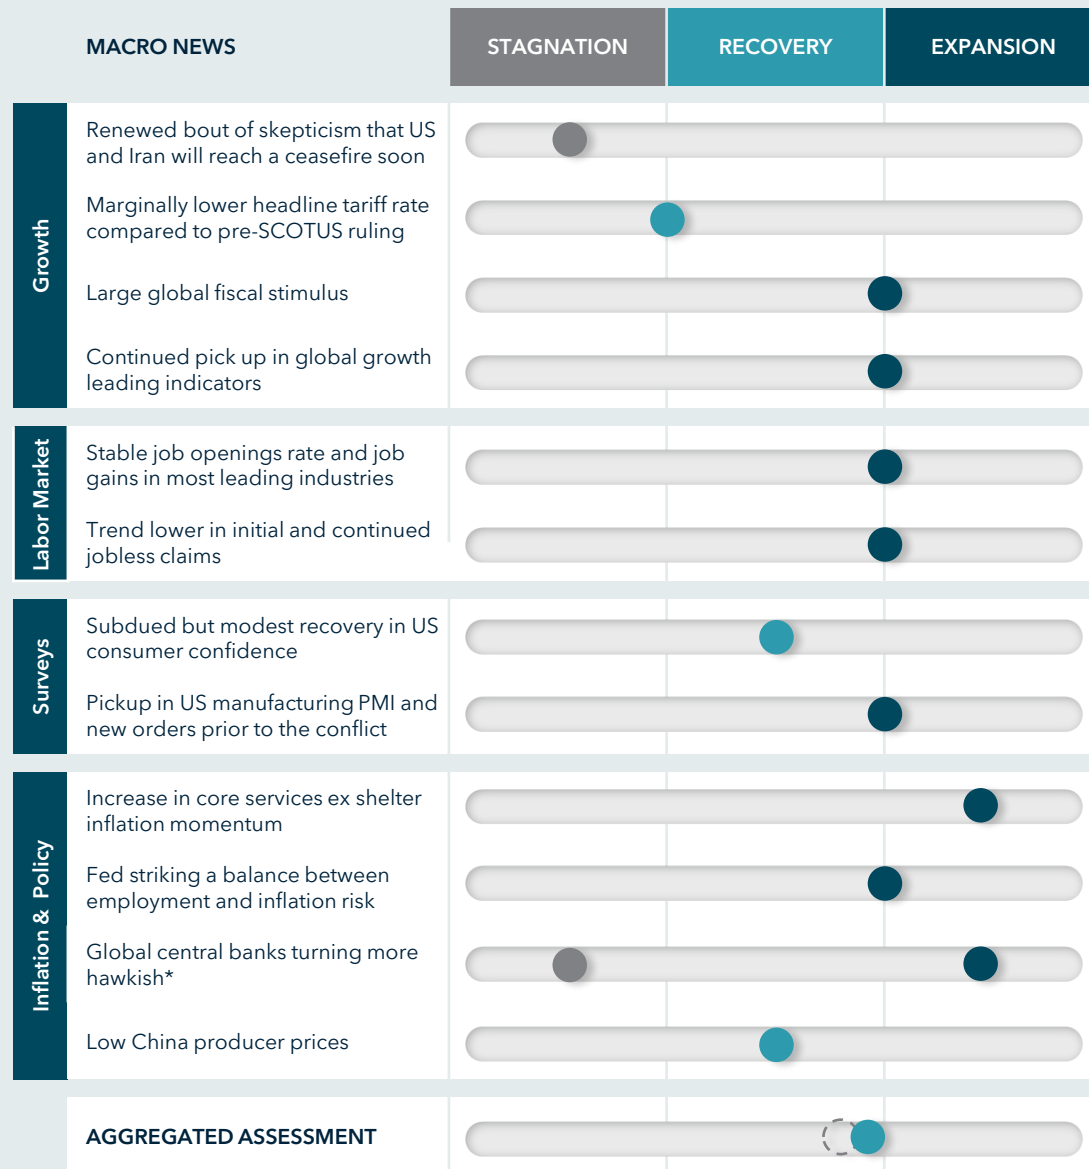 MACRO NEWS
STAGNATION
RECOVERY
EXPANSION
Growth
Renewed bout of skepticism that US
and Iran will reach a ceasefire soon
Marginally lower headline tariff rate
compared to pre-SCOTUS ruling
Large global fiscal stimulus
Continued pick up in global growth
leading indicators
Labor Market
Stable job openings rate and job
gains in most leading industries
Trend lower in initial and continued
jobless claims
Surveys
Subdued but modest recovery in US
consumer confidence
Pickup in US manufacturing PMI and
new orders prior to the conflict
Inflation & Policy
Increase in core services ex shelter
inflation momentum
Fed striking a balance between
employment and inflation risk
Global central banks turning more
hawkish*
Low China producer prices
AGGREGATED ASSESSMENT